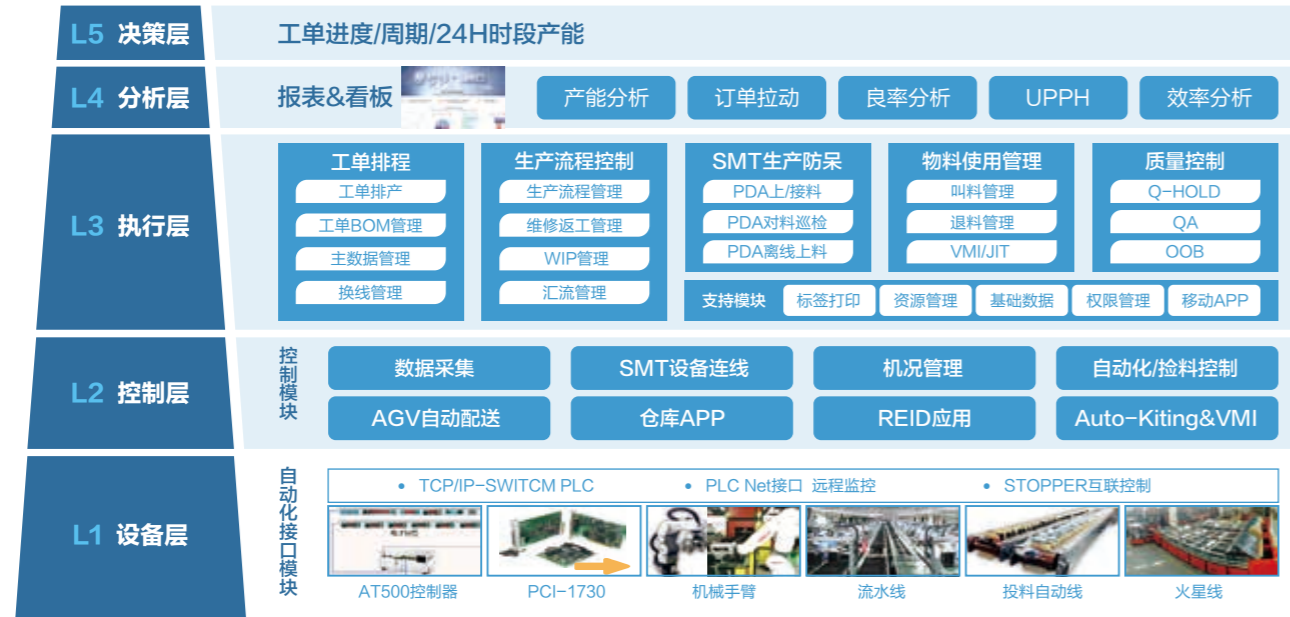 L5 决策层
工单进度/周期/24H时段产能
L4 分析层
报表&看板
产能分析
订单拉动
良率分析
UPPH
效率分析
L3 执行层
工单排程
工单排产
工单BOM管理
主数据管理
换线管理
生产流程控制
生产流程管理
维修返工管理
WIP管理
汇流管理
SMT生产防呆
PDA上/接料
PDA对料巡检
PDA离线上料
物料使用管理
叫料管理
退料管理
VMI/JIT
质量控制
Q-HOLD
QA
OOB
支持模块
标签打印
资源管理
基础数据
权限管理
移动APP
L2 控制层
控制模块
数据采集
SMT设备连线
机况管理
自动化/捡料控制
AGV自动配送
仓库APP
REID应用
Auto-Kiting&VMI
L1 设备层
自动化接口模块
• TCP/IP-SWITCM PLC
• PLC Net接口 远程监控
• STOPPER互联控制
AT500控制器
PCI-1730
机械手臂
流水线
投料自动线
火星线